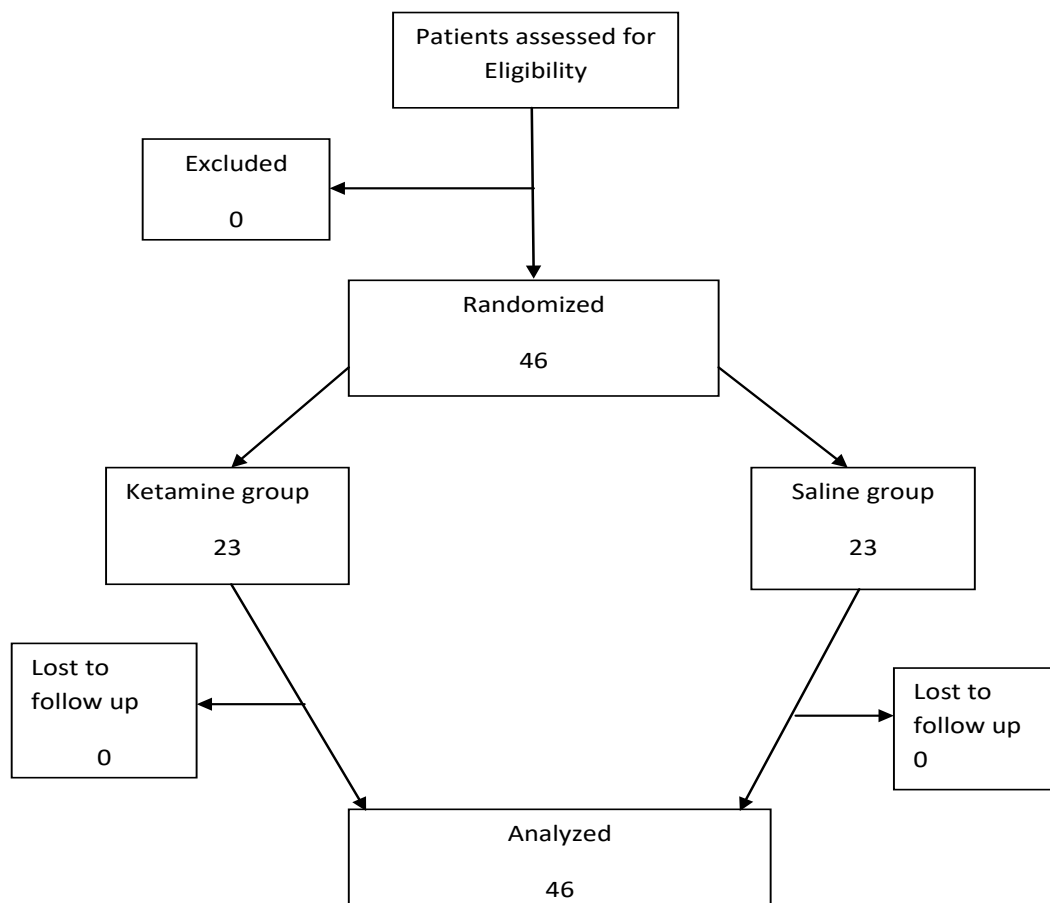 Patients assessed for
Eligibility
Excluded
0
Randomized
46
Ketamine group
23
Saline group
23
Lost to
follow up
0
Lost to
follow up
0
Analyzed
46